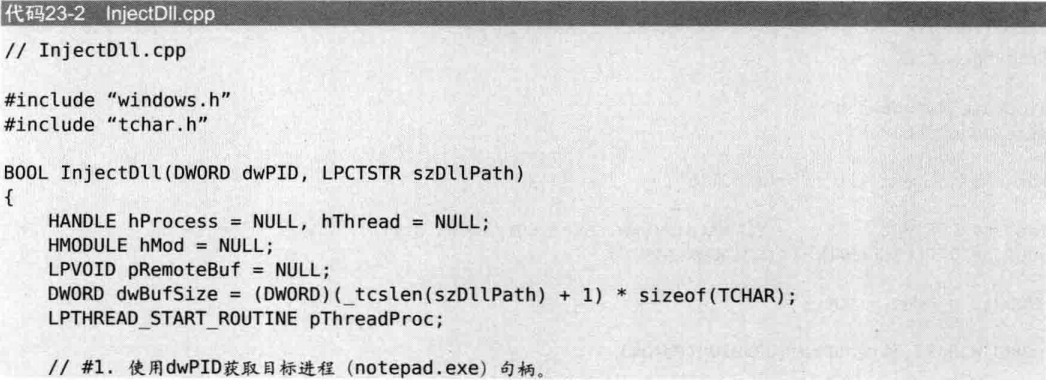 代码23-2 InjectDll.cpp
// InjectDll.cpp
#include “windows.h”
#include “tchar.h”
BOOL InjectDll(DWORD dwPID, LPCTSTR szDllPath)
{
HANDLE hProcess = NULL, hThread = NULL;
HMODULE hMod = NULL;
LPVOID pRemoteBuf = NULL;
DWORD dwBufSize = (DWORD)(_tcslen(szDllPath) + 1) * sizeof(TCHAR);
LPTHREAD_START_ROUTINE pThreadProc;
// #1. 使用dwPID获取目标进程 (notepad.exe) 句柄。